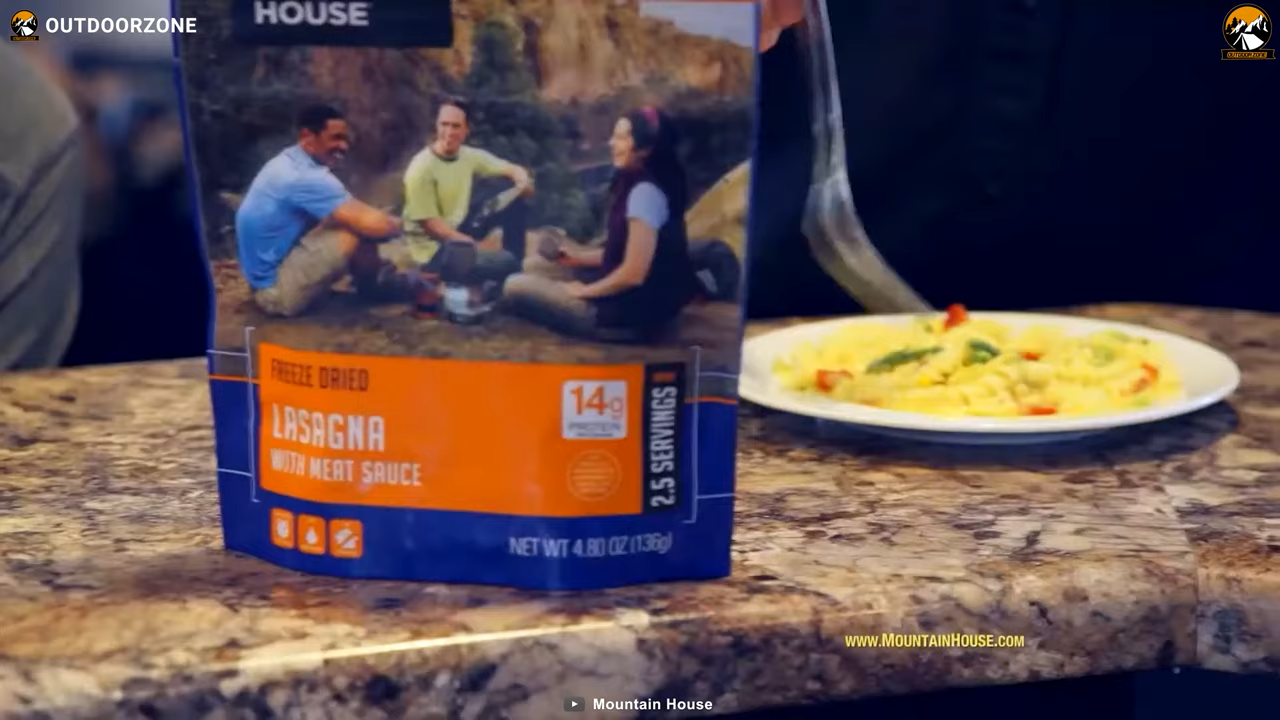 OUTDOORZONE
OUTDOORZONE
HOUSE
FREEZE DRIED
LASAGNA
WITH MEAT SAUCE
14g
PROTEIN
2.5 SERVINGS
NET WT 4.80 OZ (136g)
www.MountainHouse.com
Mountain House